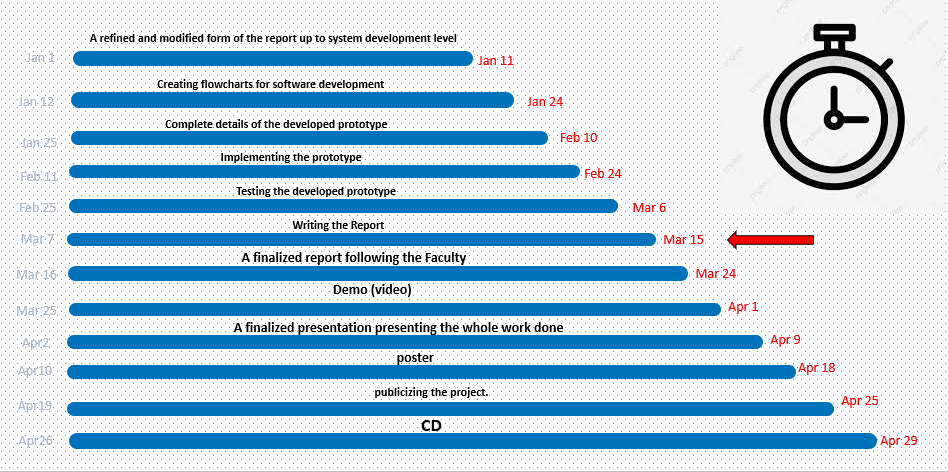 A refined and modified form of the report up to system development level
Jan 1
Jan 11
Creating flowcharts for software development
Jan 12
Jan 24
Complete details of the developed prototype
Jan 25
Feb 10
Implementing the prototype
Feb 11
Feb 24
Testing the developed prototype
Feb 25
Mar 6
Writing the Report
Mar 7
Mar 15
A finalized report following the Faculty
Mar 16
Mar 24
Demo (video)
Mar 25
Apr 1
A finalized presentation presenting the whole work done
Apr2
Apr 9
poster
Apr10
Apr 18
publicizing the project.
Apr19
Apr 25
CD
Apr26
Apr 29